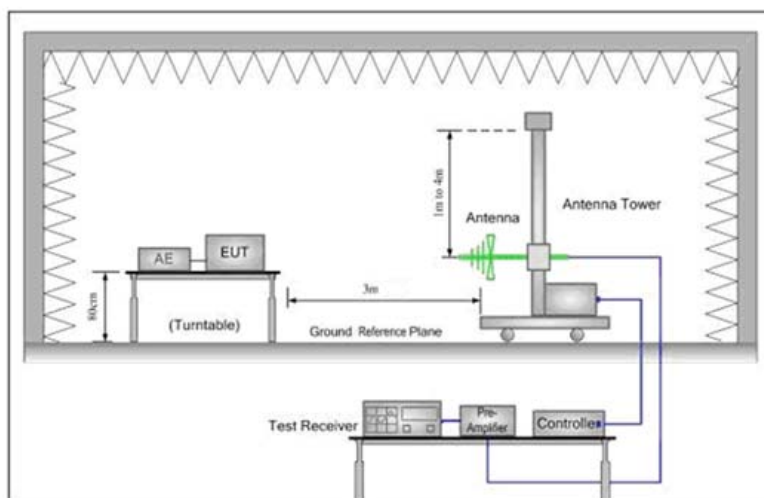 1m to 4m
Antenna
Antenna Tower
AE
EUT
80cm
(Turntable)
3m
Ground Reference Plane
Test Receiver
Pre-
Amplifier
Controller